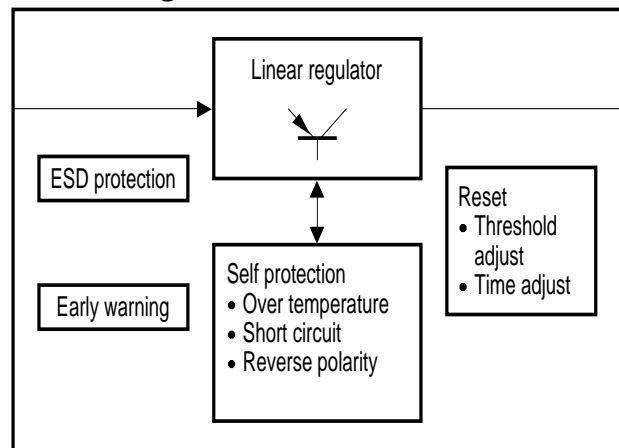 Linear regulator
ESD protection
Early warning
Self protection
• Over temperature
• Short circuit
• Reverse polarity
Reset
• Threshold
adjust
• Time adjust